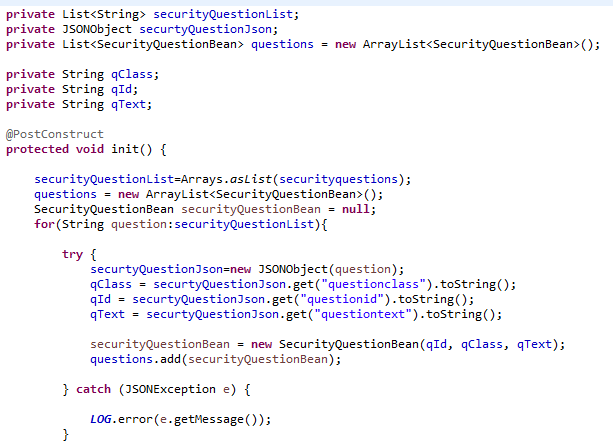 private List<String> securityQuestionList;
private JSONObject securtyQuestionJson;
private List<SecurityQuestionBean> questions = new ArrayList<SecurityQuestionBean>();
private String qClass;
private String qId;
private String qText;
@PostConstruct
protected void init() {
securityQuestionList=Arrays.asList(securityquestions);
questions = new ArrayList<SecurityQuestionBean>();
SecurityQuestionBean securityQuestionBean = null;
for(String question:securityQuestionList){
try {
securtyQuestionJson=new JSONObject(question);
qClass = securtyQuestionJson.get("questionclass").toString();
qId = securtyQuestionJson.get("questionid").toString();
qText = securtyQuestionJson.get("questiontext").toString();
securityQuestionBean = new SecurityQuestionBean(qId, qClass, qText);
questions.add(securityQuestionBean);
} catch (JSONException e) {
LOG.error(e.getMessage());
}